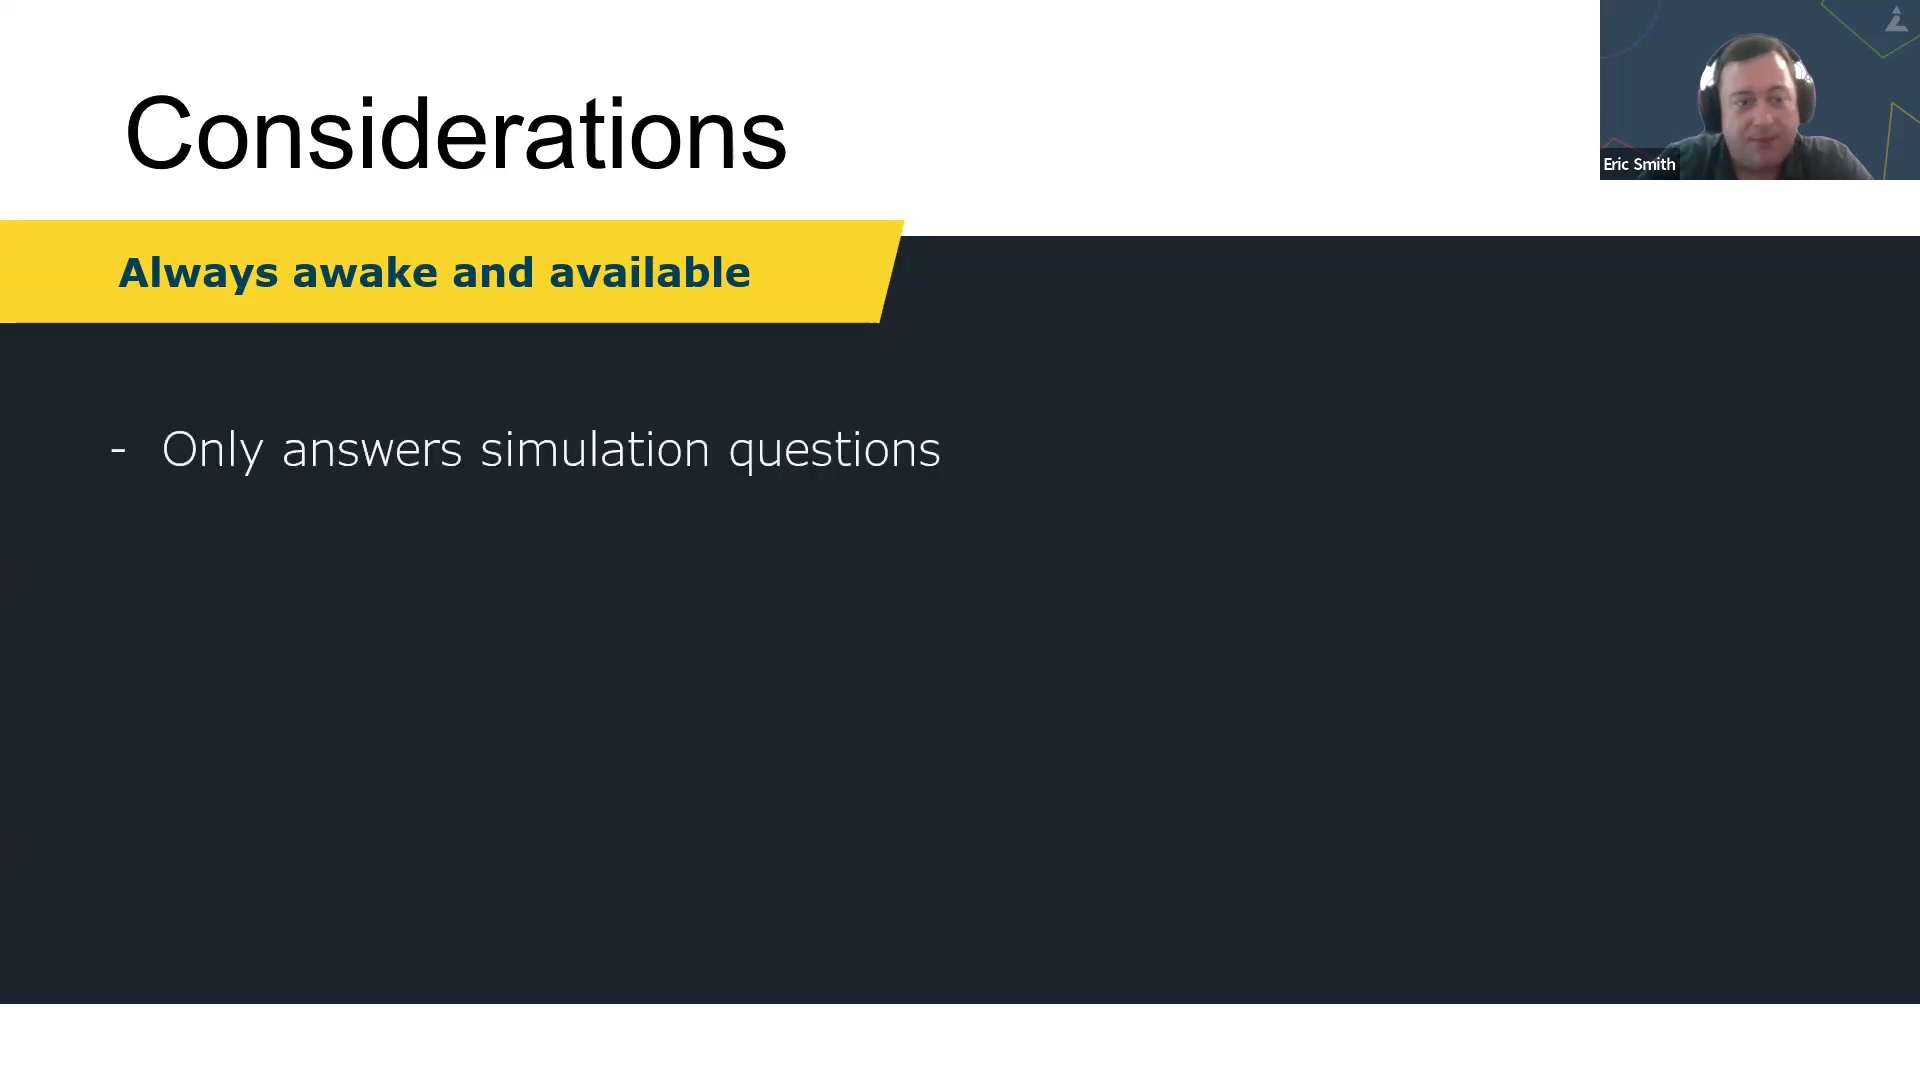 Considerations
Eric Smith
Always awake and available
- Only answers simulation questions